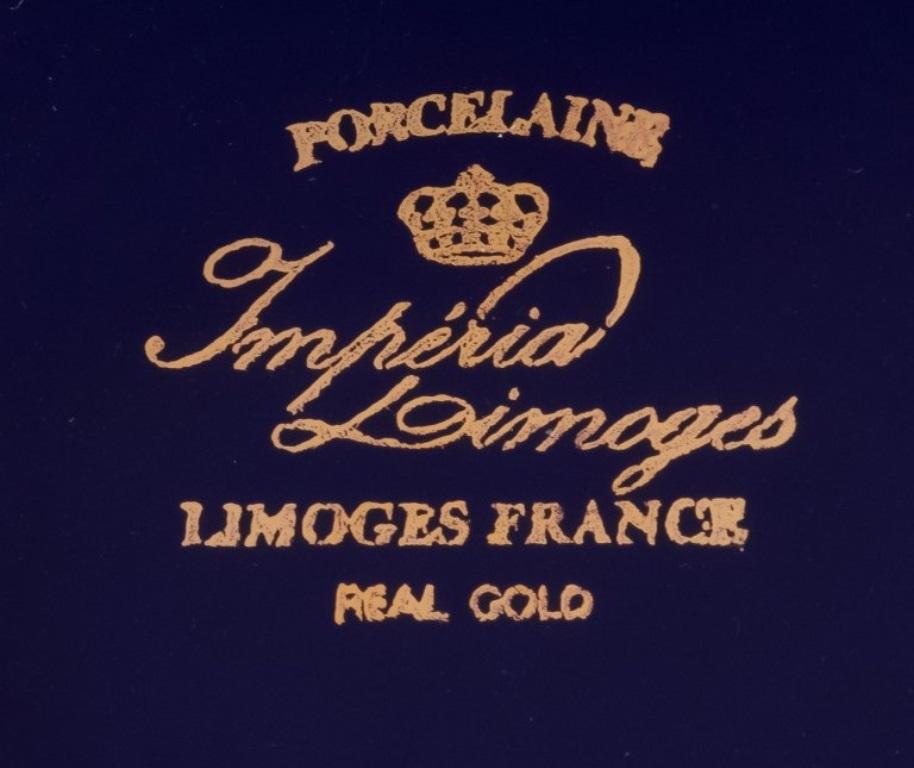 PORCELAINE
Impéria
Limoges
LIMOGES FRANCE
REAL GOLD